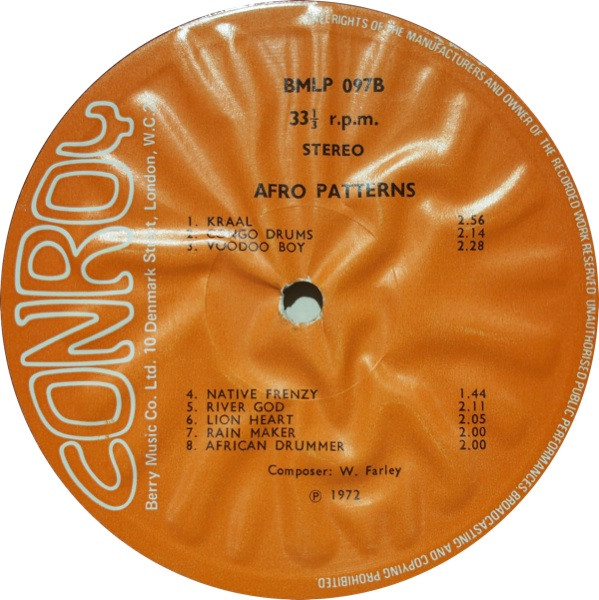 CONROY
Berry Music Co. Ltd. 10 Denmark Street, London, W.C.2.
BMLP 097B
33⅓ r.p.m.
STEREO
AFRO PATTERNS
1. KRAAL 2.56
2. CONGO DRUMS 2.14
3. VOODOO BOY 2.28
4. NATIVE FRENZY 1.44
5. RIVER GOD 2.11
6. LION HEART 2.05
7. RAIN MAKER 2.00
8. AFRICAN DRUMMER 2.00
Composer: W. Farley
Ⓟ 1972
RIGHTS OF THE MANUFACTURERS AND OWNER OF THE RECORDED WORK RESERVED UNAUTHORISED PUBLIC PERFORMANCES BROADCASTING AND COPYING PROHIBITED